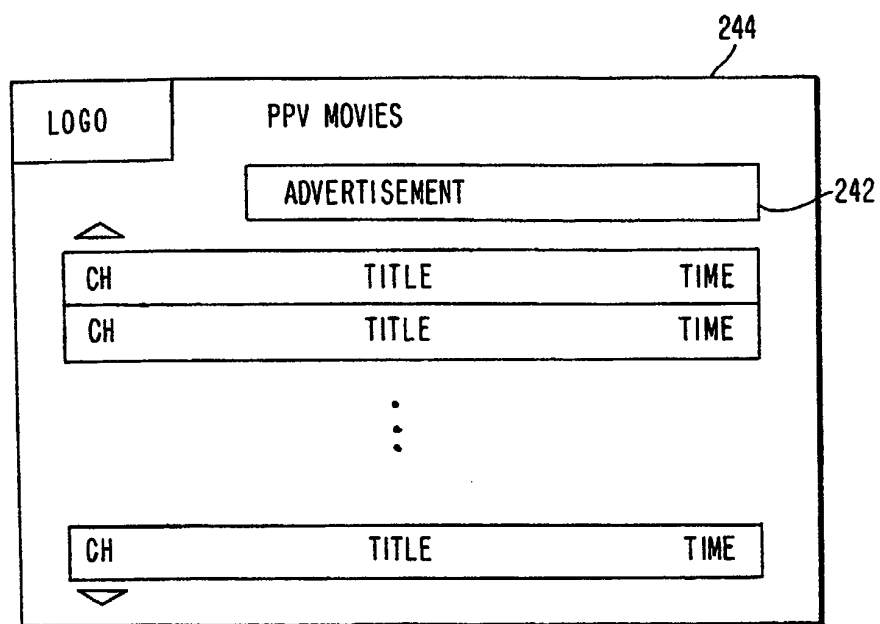 244
LOGO
PPV MOVIES
ADVERTISEMENT
242
CH TITLE TIME
CH TITLE TIME
CH TITLE TIME